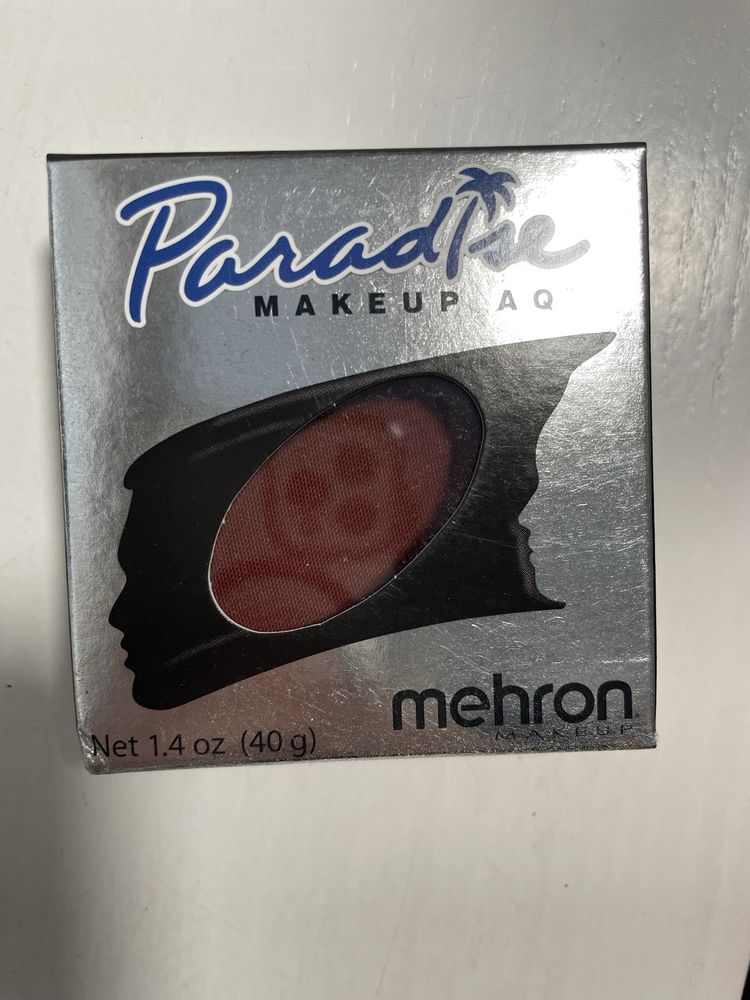 Paradise
MAKEUP AQ
mehron
MAKEUP
Net 1.4 oz (40 g)